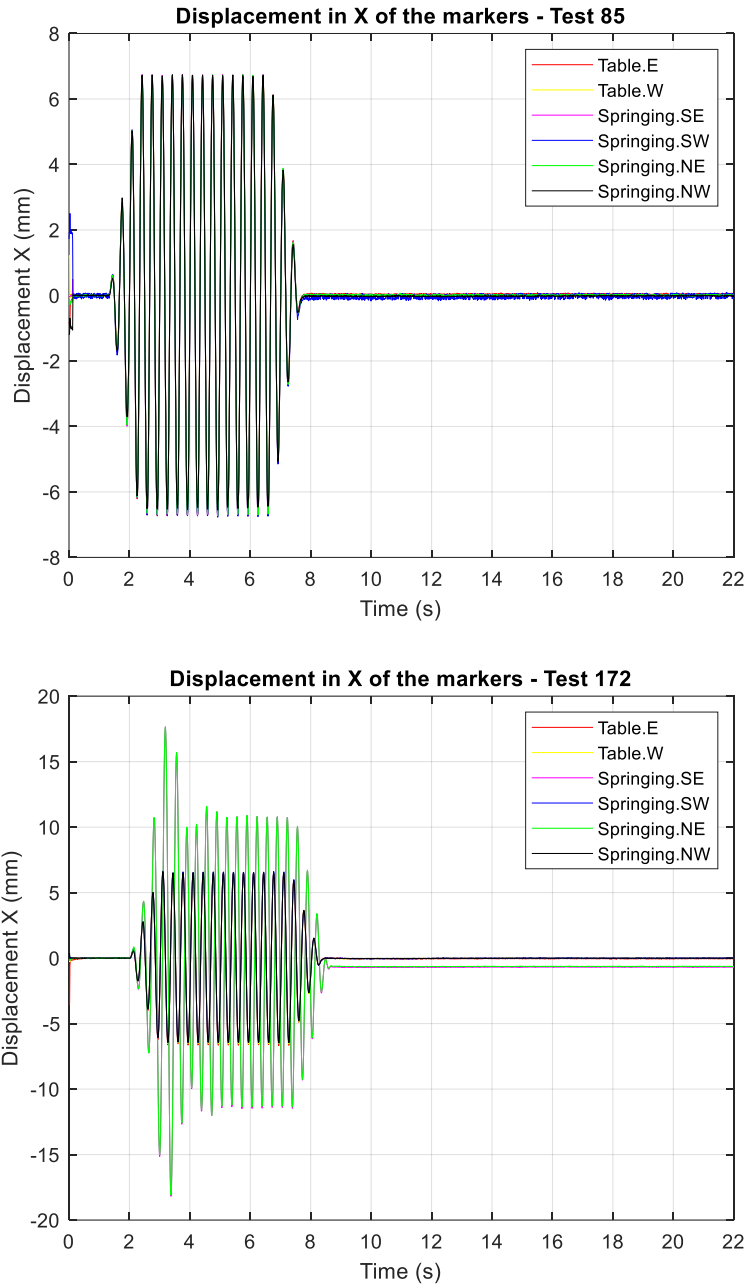 Displacement in X of the markers - Test 85
8
6
4
2
0
-2
-4
-6
-8
Displacement X (mm)
Table.E
Table.W
Springing.SE
Springing.SW
Springing.NE
Springing.NW
0 2 4 6 8 10 12 14 16 18 20 22
Time (s)
Displacement in X of the markers - Test 172
20
15
10
5
0
-5
-10
-15
-20
Displacement X (mm)
Table.E
Table.W
Springing.SE
Springing.SW
Springing.NE
Springing.NW
0 2 4 6 8 10 12 14 16 18 20 22
Time (s)